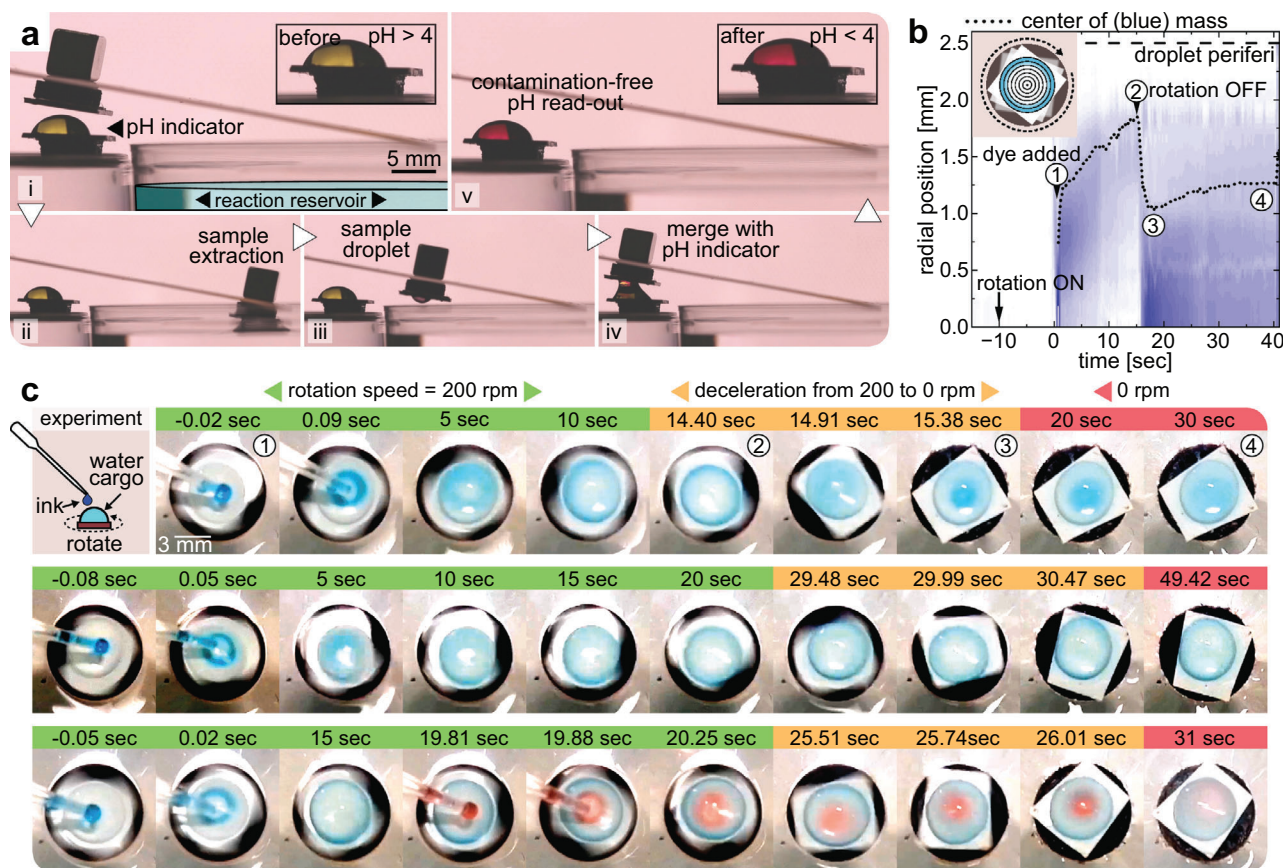 a
before pH > 4
pH indicator
5 mm
reaction reservoir
i
after pH < 4
contamination-free
pH read-out
v
sample
extraction
ii
sample
droplet
iii
merge with
pH indicator
iv
b
center of (blue) mass
2.5
2.0
1.5
1.0
0.5
0.0
radial position [mm]
droplet periferi
2 rotation OFF
dye added
1
3
4
rotation ON
−10 0 10 20 30 40
time [sec]
c
rotation speed = 200 rpm
deceleration from 200 to 0 rpm
0 rpm
experiment
water
cargo
ink
rotate
-0.02 sec 0.09 sec 5 sec 10 sec 14.40 sec 14.91 sec 15.38 sec 20 sec 30 sec
1 2 3 4
3 mm
-0.08 sec 0.05 sec 5 sec 10 sec 15 sec 20 sec 29.48 sec 29.99 sec 30.47 sec 49.42 sec
-0.05 sec 0.02 sec 15 sec 19.81 sec 19.88 sec 20.25 sec 25.51 sec 25.74sec 26.01 sec 31 sec